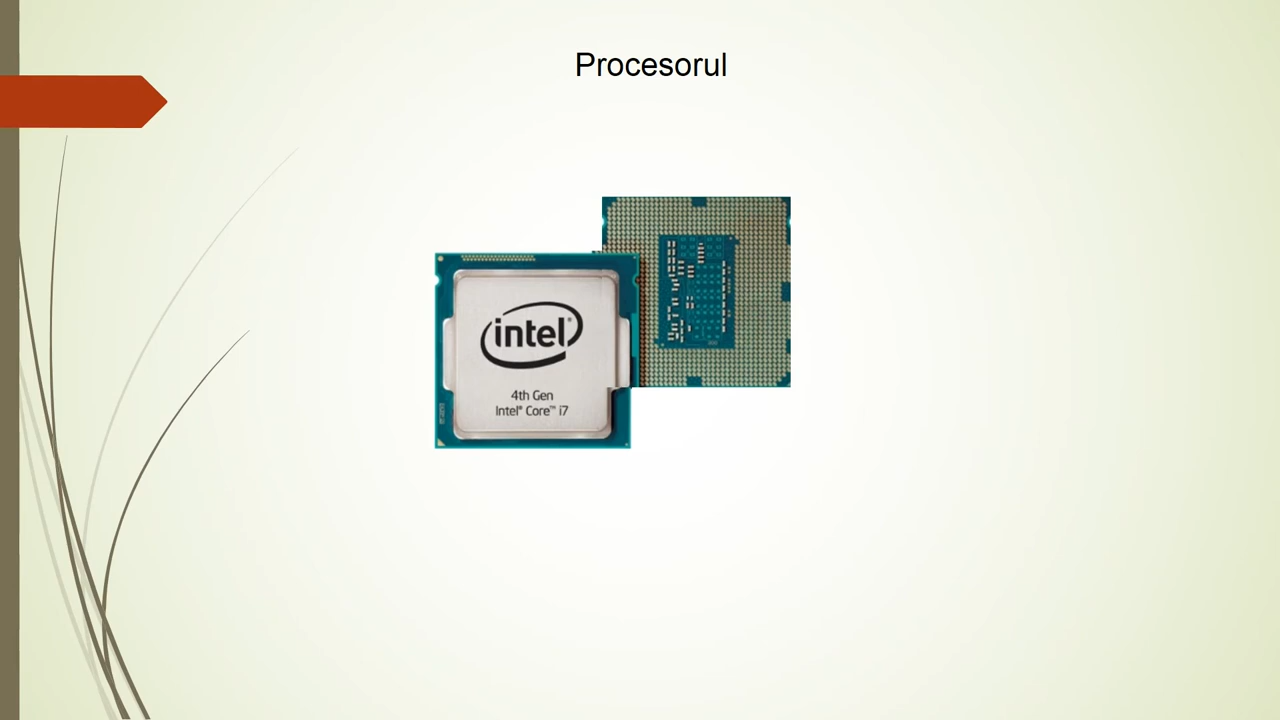 Procesorul
intel®
4th Gen
Intel® Core™ i7